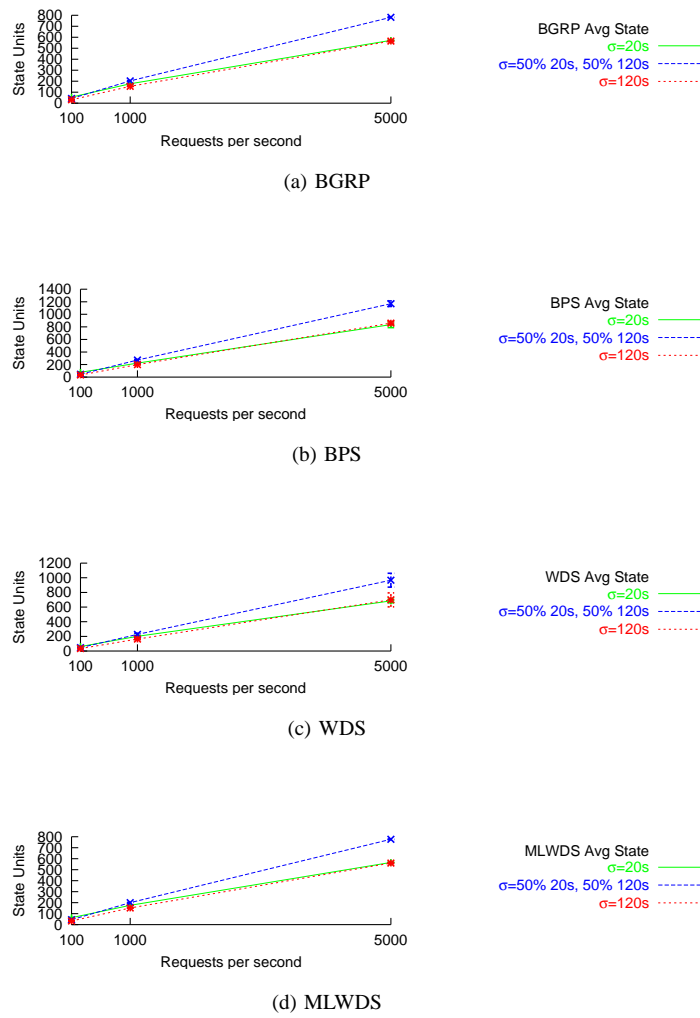 800
700
600
500
400
300
200
100
0
State Units
100 1000 5000
Requests per second
BGRP Avg State
σ=20s
σ=50% 20s, 50% 120s
σ=120s
(a) BGRP
1400
1200
1000
800
600
400
200
0
State Units
100 1000 5000
Requests per second
BPS Avg State
σ=20s
σ=50% 20s, 50% 120s
σ=120s
(b) BPS
1200
1000
800
600
400
200
0
State Units
100 1000 5000
Requests per second
WDS Avg State
σ=20s
σ=50% 20s, 50% 120s
σ=120s
(c) WDS
800
700
600
500
400
300
200
100
0
State Units
100 1000 5000
Requests per second
MLWDS Avg State
σ=20s
σ=50% 20s, 50% 120s
σ=120s
(d) MLWDS